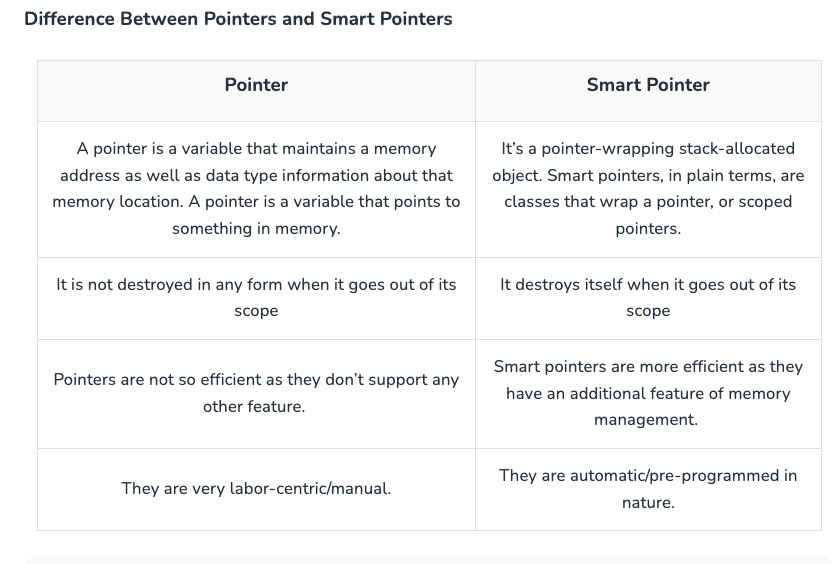 Difference Between Pointers and Smart Pointers
Pointer
Smart Pointer
A pointer is a variable that maintains a memory
address as well as data type information about that
memory location. A pointer is a variable that points to
something in memory.
It’s a pointer-wrapping stack-allocated
object. Smart pointers, in plain terms, are
classes that wrap a pointer, or scoped
pointers.
It is not destroyed in any form when it goes out of its
scope
It destroys itself when it goes out of its
scope
Pointers are not so efficient as they don’t support any
other feature.
Smart pointers are more efficient as they
have an additional feature of memory
management.
They are very labor-centric/manual.
They are automatic/pre-programmed in
nature.